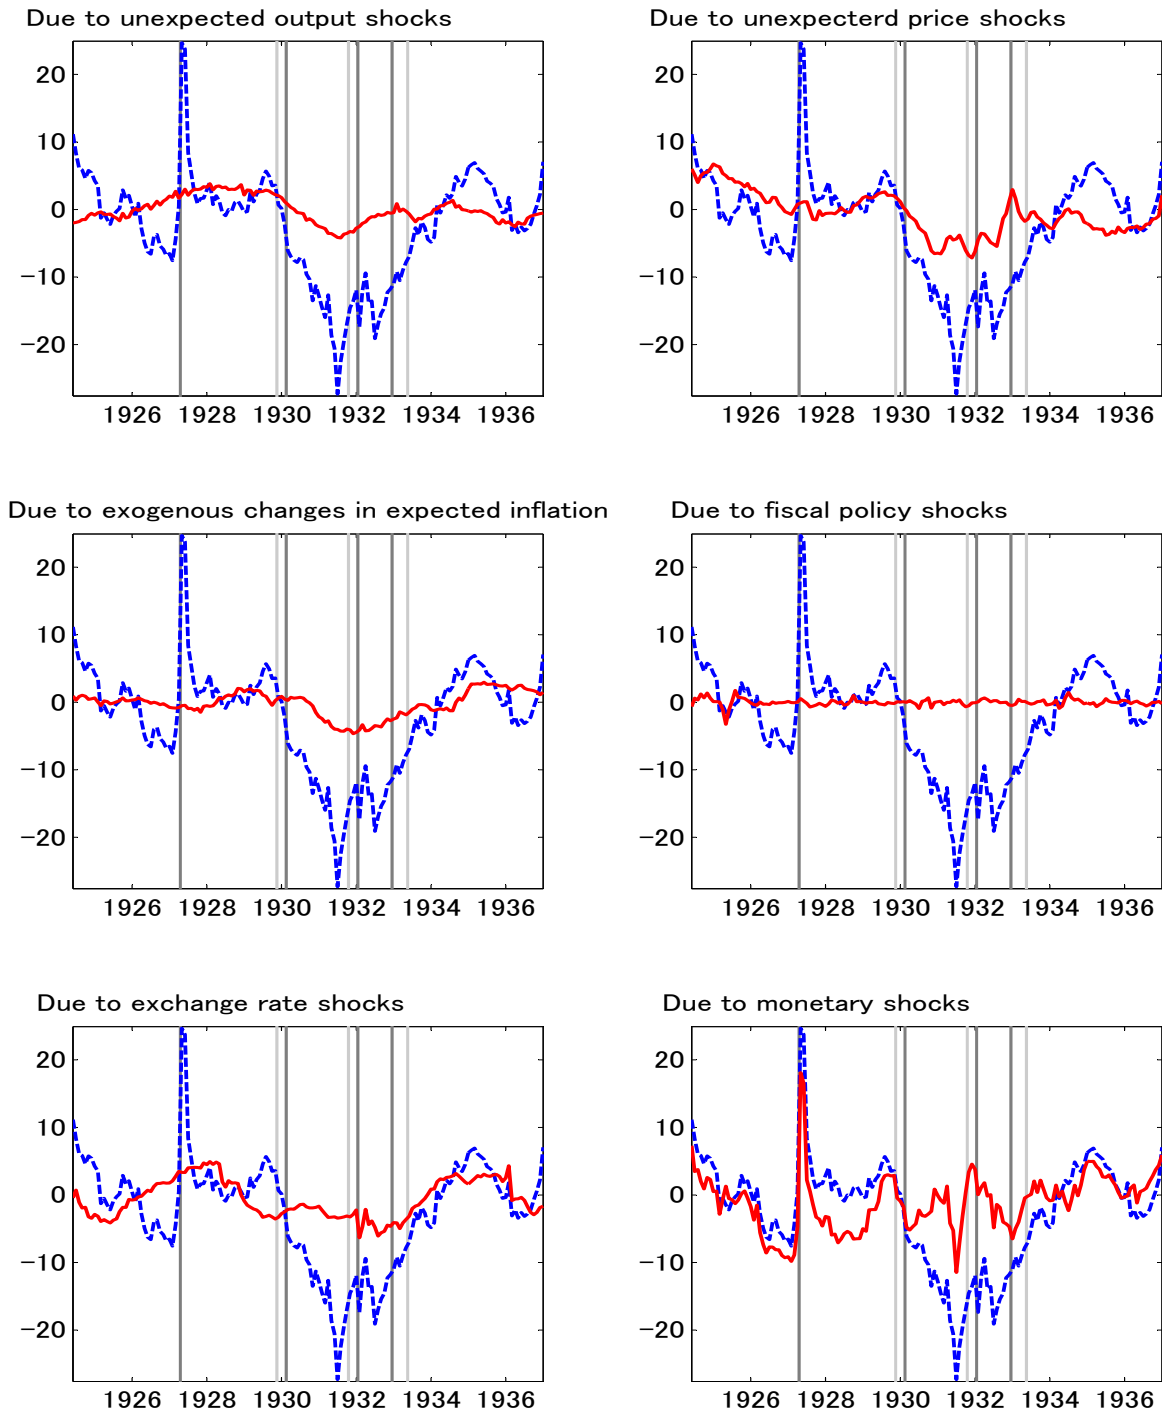 Due to unexpected output shocks
20
10
0
−10
−20
1926 1928 1930 1932 1934 1936
Due to unexpecterd price shocks
20
10
0
−10
−20
1926 1928 1930 1932 1934 1936
Due to exogenous changes in expected inflation
20
10
0
−10
−20
1926 1928 1930 1932 1934 1936
Due to fiscal policy shocks
20
10
0
−10
−20
1926 1928 1930 1932 1934 1936
Due to exchange rate shocks
20
10
0
−10
−20
1926 1928 1930 1932 1934 1936
Due to monetary shocks
20
10
0
−10
−20
1926 1928 1930 1932 1934 1936